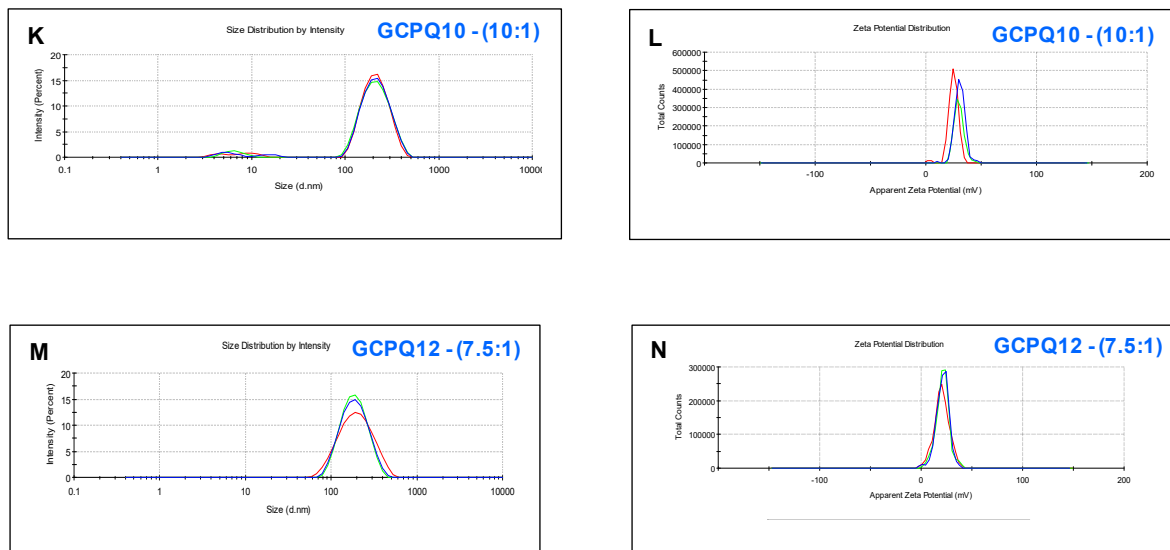 K
Size Distribution by Intensity
GCPQ10 - (10:1)
Intensity (Percent)
20
15
10
5
0
0.1
1
10
100
1000
10000
Size (d.nm)
L
Zeta Potential Distribution
GCPQ10 - (10:1)
Total Counts
600000
500000
400000
300000
200000
100000
0
-100
0
100
200
Apparent Zeta Potential (mV)
M
Size Distribution by Intensity
GCPQ12 - (7.5:1)
Intensity (Percent)
20
15
10
5
0
0.1
1
10
100
1000
10000
Size (d.nm)
N
Zeta Potential Distribution
GCPQ12 - (7.5:1)
Total Counts
300000
200000
100000
0
-100
0
100
200
Apparent Zeta Potential (mV)